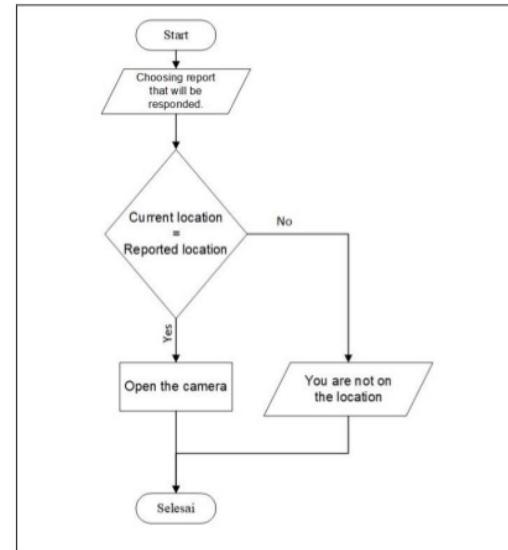 Start
Choosing report
that will be
responded.
Current location
=
Reported location
No
Yes
Open the camera
You are not on
the location
Selesai